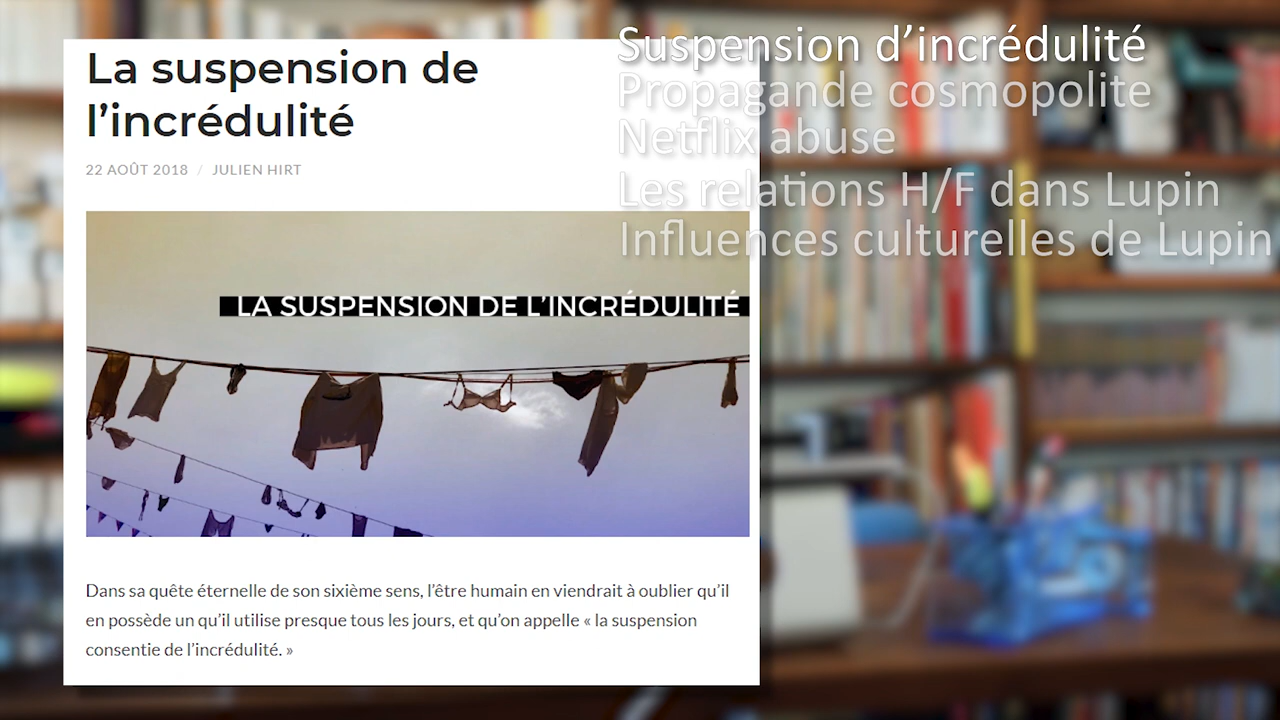 La suspension de
l’incrédulité
22 AOÛT 2018 / JULIEN HIRT
LA SUSPENSION DE L’INCRÉDULITÉ
Dans sa quête éternelle de son sixième sens, l’être humain en viendrait à oublier qu’il
en possède un qu’il utilise presque tous les jours, et qu’on appelle « la suspension
consentie de l’incrédulité. »
Suspension d’incrédulité
Propagande cosmopolite
Netflix abuse
Les relations H/F dans Lupin
Influences culturelles de Lupin